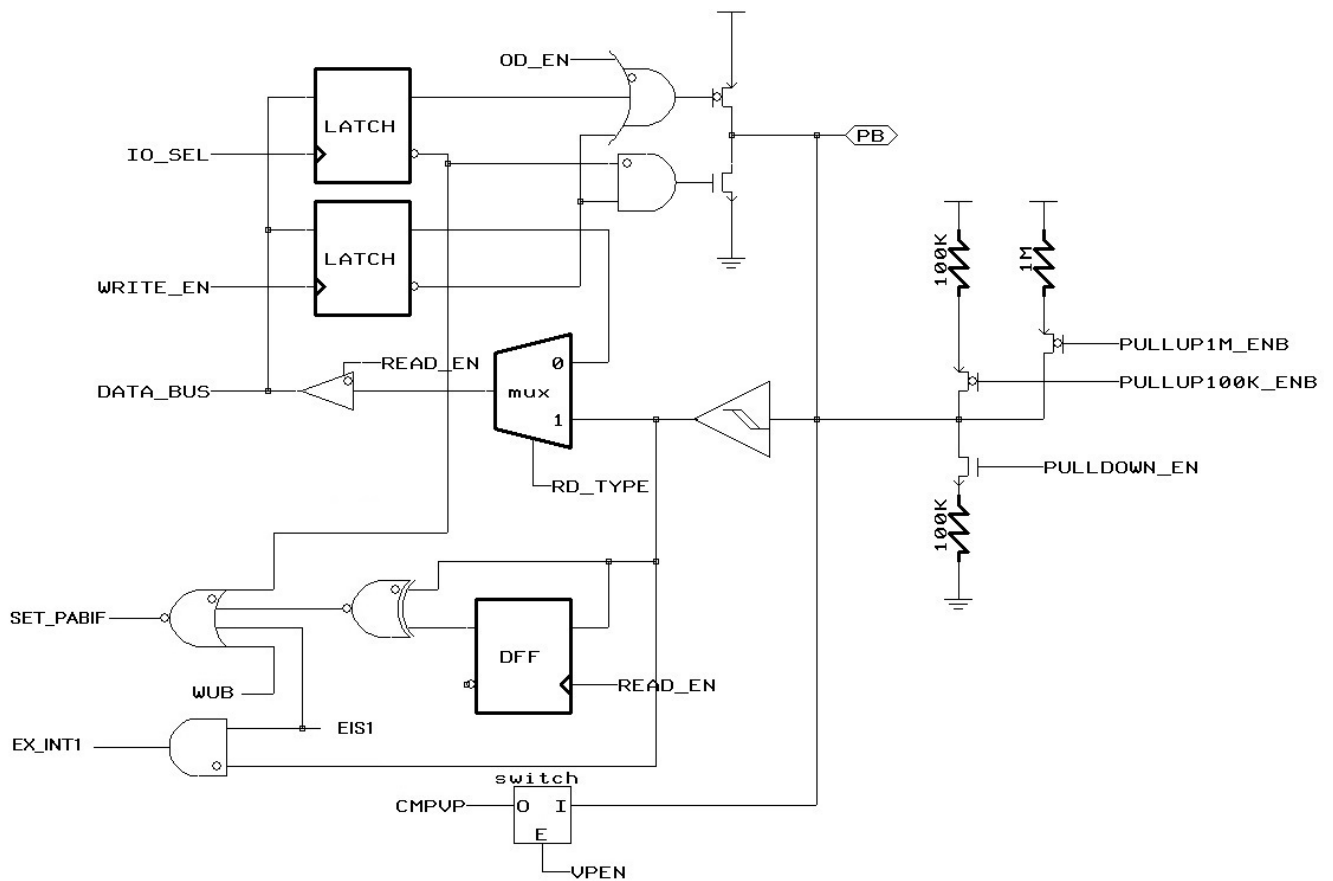 OD_EN
LATCH
PB
IO_SEL
100K
1M
LATCH
WRITE_EN
PULLUP1M_ENB
READ_EN
0
DATA_BUS
mux
PULLUP100K_ENB
1
PULLDOWN_EN
RD_TYPE
100K
SET_PABIF
DFF
READ_EN
WUB
EIS1
EX_INT1
switch
CMPVP
O I
E
VPEN